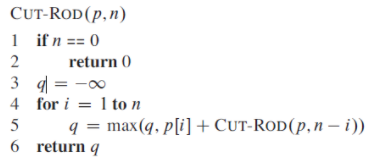 CUT-ROD(p, n)
1 if n == 0
2 return 0
3 q = −∞
4 for i = 1 to n
5 q = max(q, p[i] + CUT-ROD(p, n − i))
6 return q